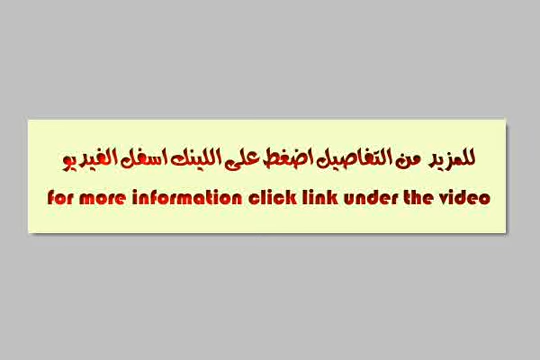 للمزيد من التفاصيل اضغط على اللينك اسفل الفيديو
for more information click link under the video